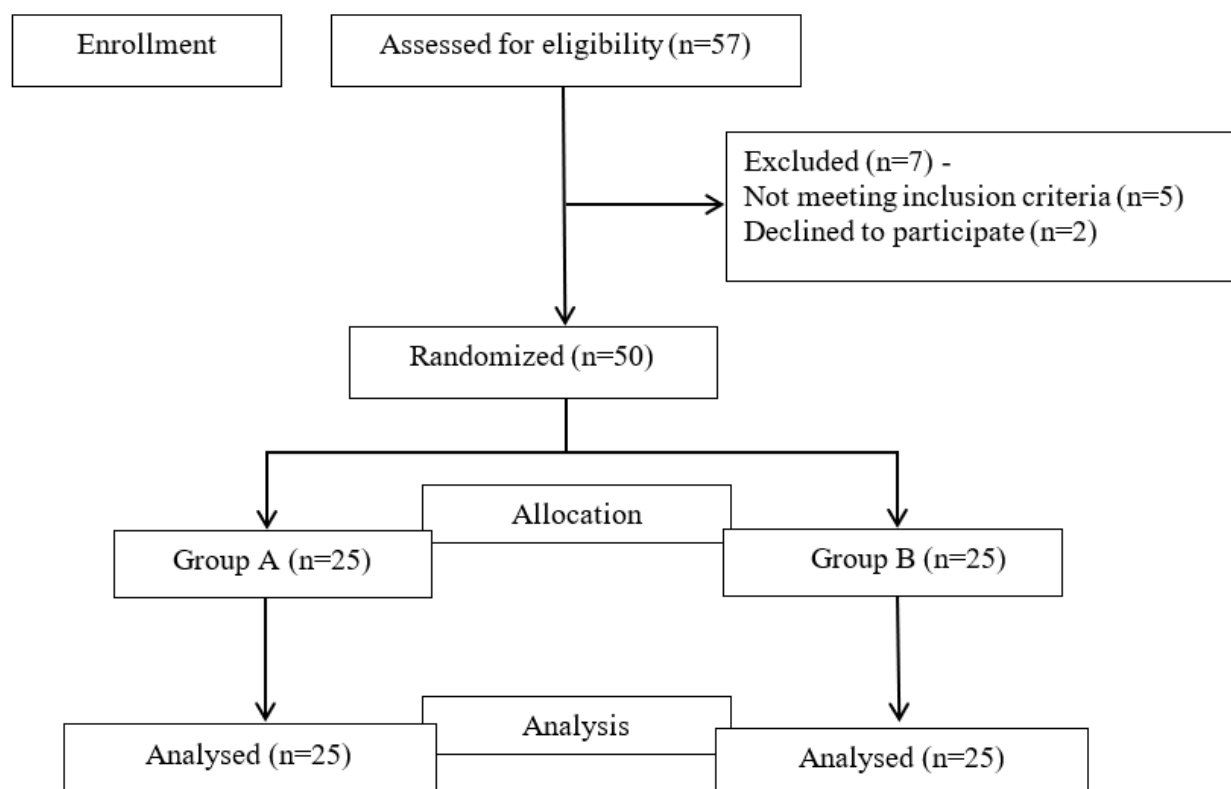 Enrollment
Assessed for eligibility (n=57)
Excluded (n=7) -
Not meeting inclusion criteria (n=5)
Declined to participate (n=2)
Randomized (n=50)
Allocation
Group A (n=25)
Group B (n=25)
Analysis
Analysed (n=25)
Analysed (n=25)